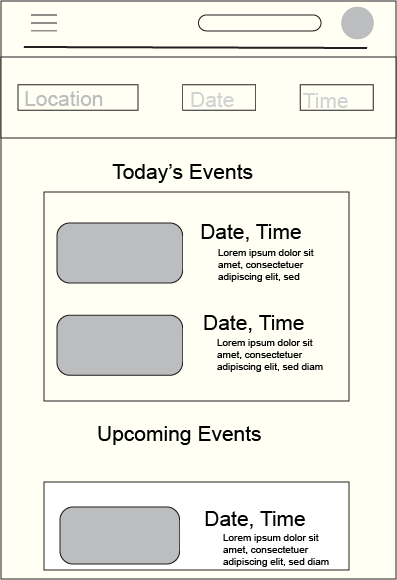 Location Date Time
Today's Events
Date, Time
Lorem ipsum dolor sit
amet, consectetuer
adipiscing elit, sed
Date, Time
Lorem ipsum dolor sit
amet, consectetuer
adipiscing elit, sed diam
Upcoming Events
Date, Time
Lorem ipsum dolor sit
amet, consectetuer
adipiscing elit, sed diam